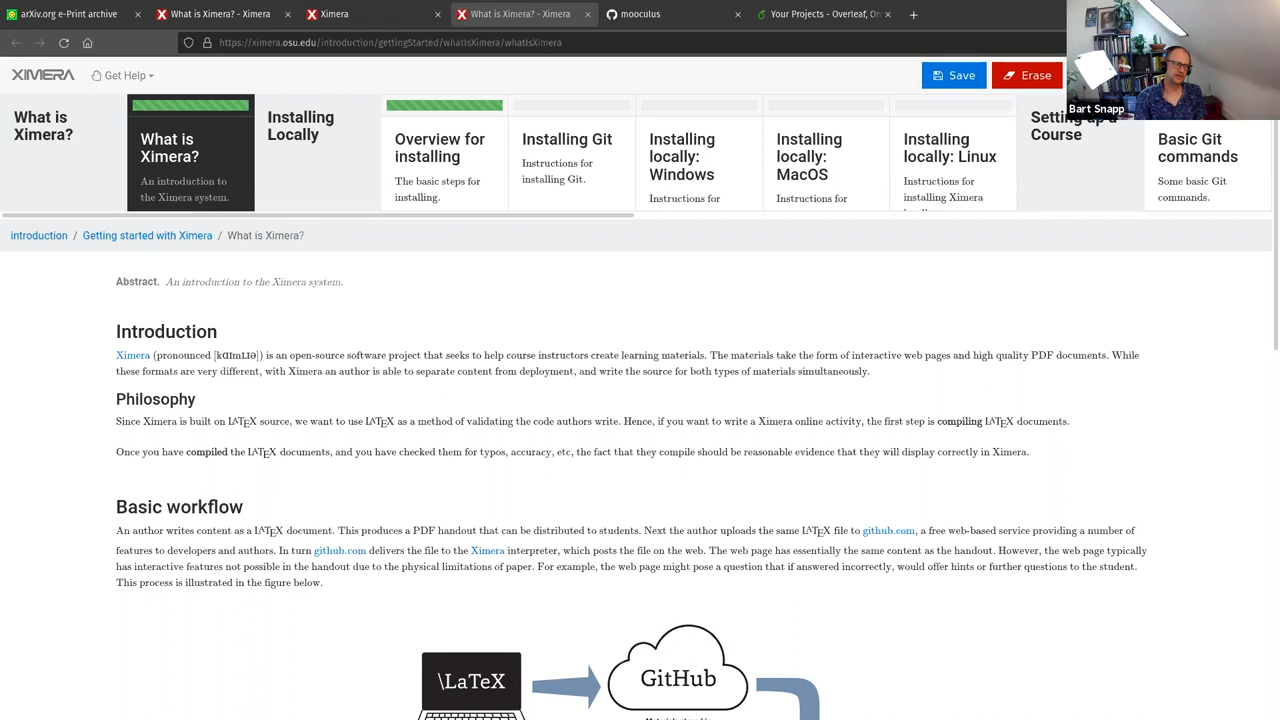 arXiv.org e-Print archive
What is Ximera? - Ximera
Ximera
What is Ximera? - Ximera
mooculus
Your Projects - Overleaf, On
https://ximera.osu.edu/introduction/gettingStarted/whatIsXimera/whatIsXimera
XIMERA
Get Help
Save
Erase
Bart Snapp
What is
Ximera?
What is
Ximera?
An introduction to
the Ximera system.
Installing
Locally
Overview for
installing
The basic steps for
installing.
Installing Git
Instructions for
installing Git.
Installing
locally:
Windows
Instructions for
Installing
locally:
MacOS
Instructions for
Installing
locally: Linux
Instructions for
installing Ximera
Setting up a
Course
Basic Git
commands
Some basic Git
commands.
introduction / Getting started with Ximera / What is Ximera?
Abstract. An introduction to the Ximera system.
Introduction
Ximera (pronounced [kɑɪmɪɹə]) is an open-source software project that seeks to help course instructors create learning materials. The materials take the form of interactive web pages and high quality PDF documents. While
these formats are very different, with Ximera an author is able to separate content from deployment, and write the source for both types of materials simultaneously.
Philosophy
Since Ximera is built on LATEX source, we want to use LATEX as a method of validating the code authors write. Hence, if you want to write a Ximera online activity, the first step is compiling LATEX documents.
Once you have compiled the LATEX documents, and you have checked them for typos, accuracy, etc, the fact that they compile should be reasonable evidence that they will display correctly in Ximera.
Basic workflow
An author writes content as a LATEX document. This produces a PDF handout that can be distributed to students. Next the author uploads the same LATEX file to github.com, a free web-based service providing a number of
features to developers and authors. In turn github.com delivers the file to the Ximera interpreter, which posts the file on the web. The web page has essentially the same content as the handout. However, the web page typically
has interactive features not possible in the handout due to the physical limitations of paper. For example, the web page might pose a question that if answered incorrectly, would offer hints or further questions to the student.
This process is illustrated in the figure below.
\LaTeX
GitHub